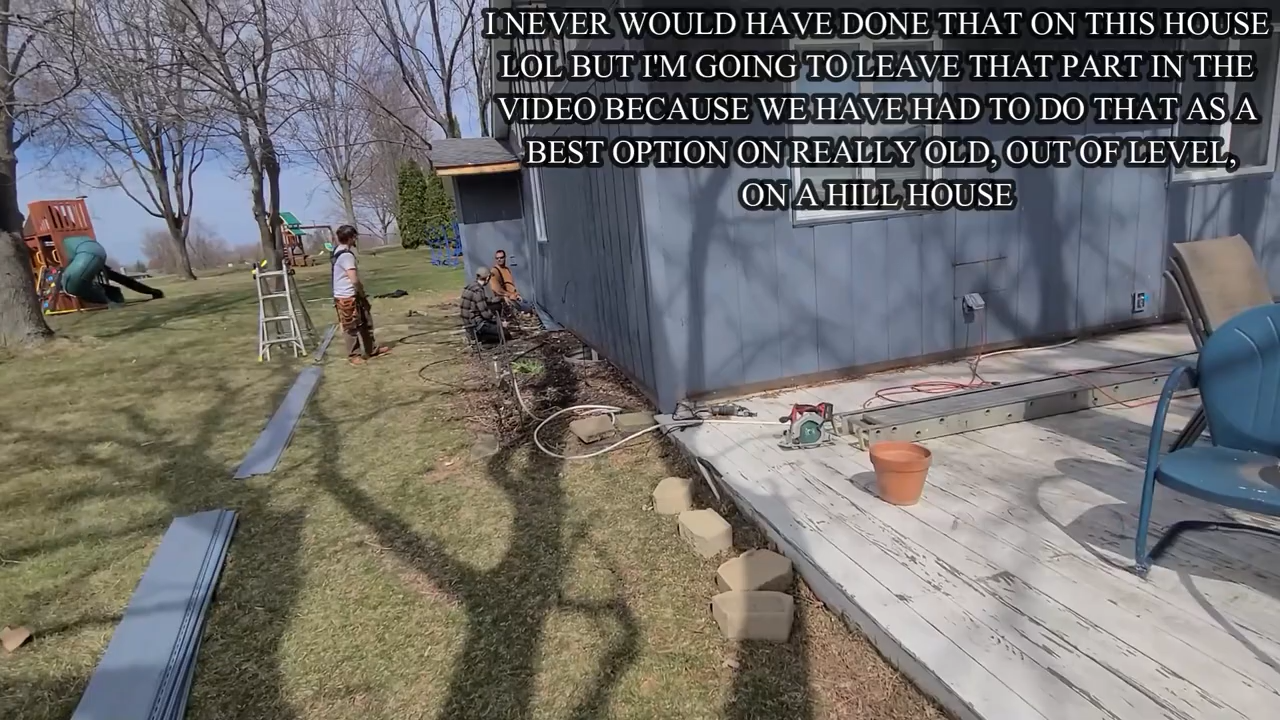 I NEVER WOULD HAVE DONE THAT ON THIS HOUSE
LOL BUT I'M GOING TO LEAVE THAT PART IN THE
VIDEO BECAUSE WE HAVE HAD TO DO THAT AS A
BEST OPTION ON REALLY OLD, OUT OF LEVEL,
ON A HILL HOUSE